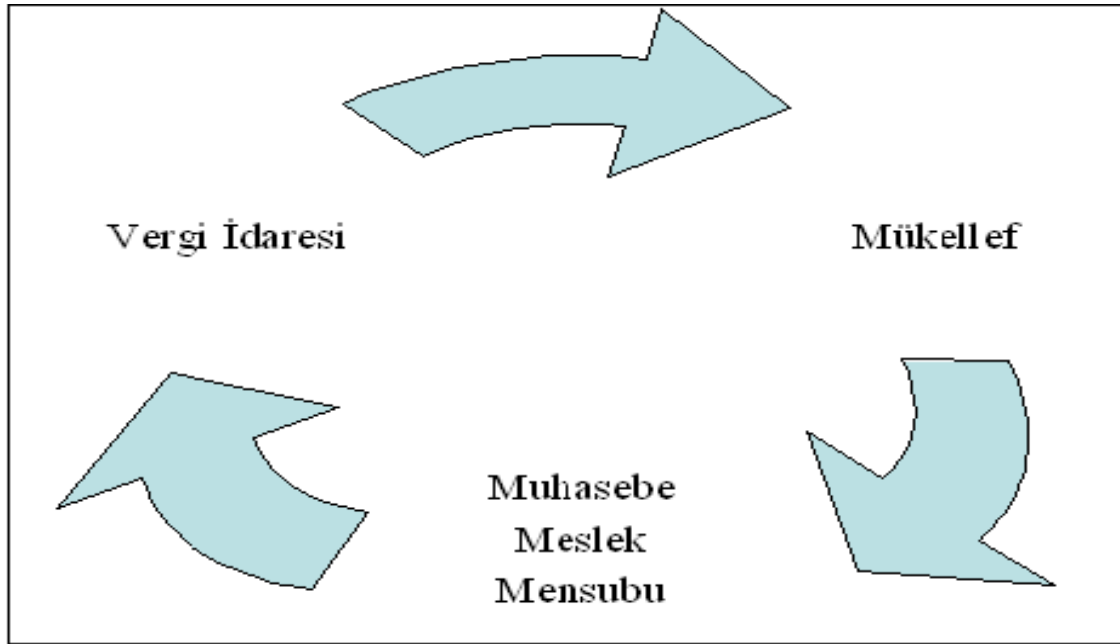 Vergi İdaresi
Mükellef
Muhasebe
Meslek
Mensubu